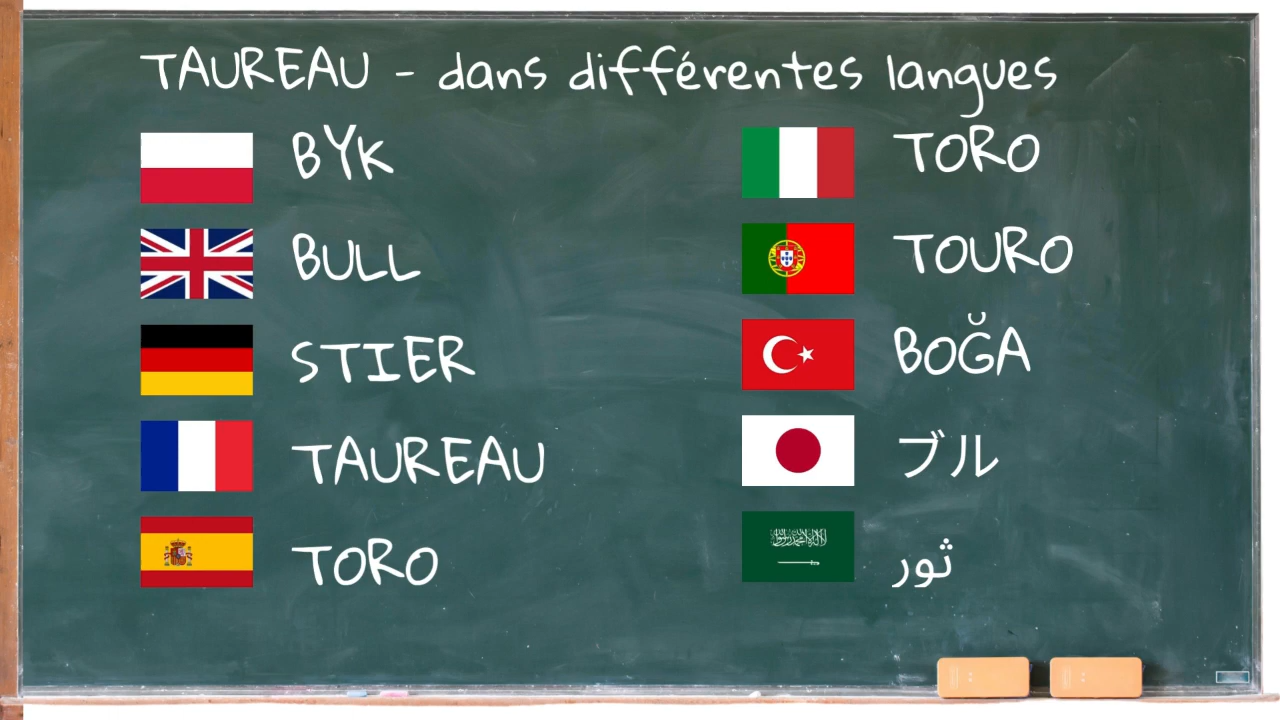 TAUREAU - dans différentes langues
BYK
BULL
STIER
TAUREAU
TORO
TORO
TOURO
BOĞA
ブル
ثور